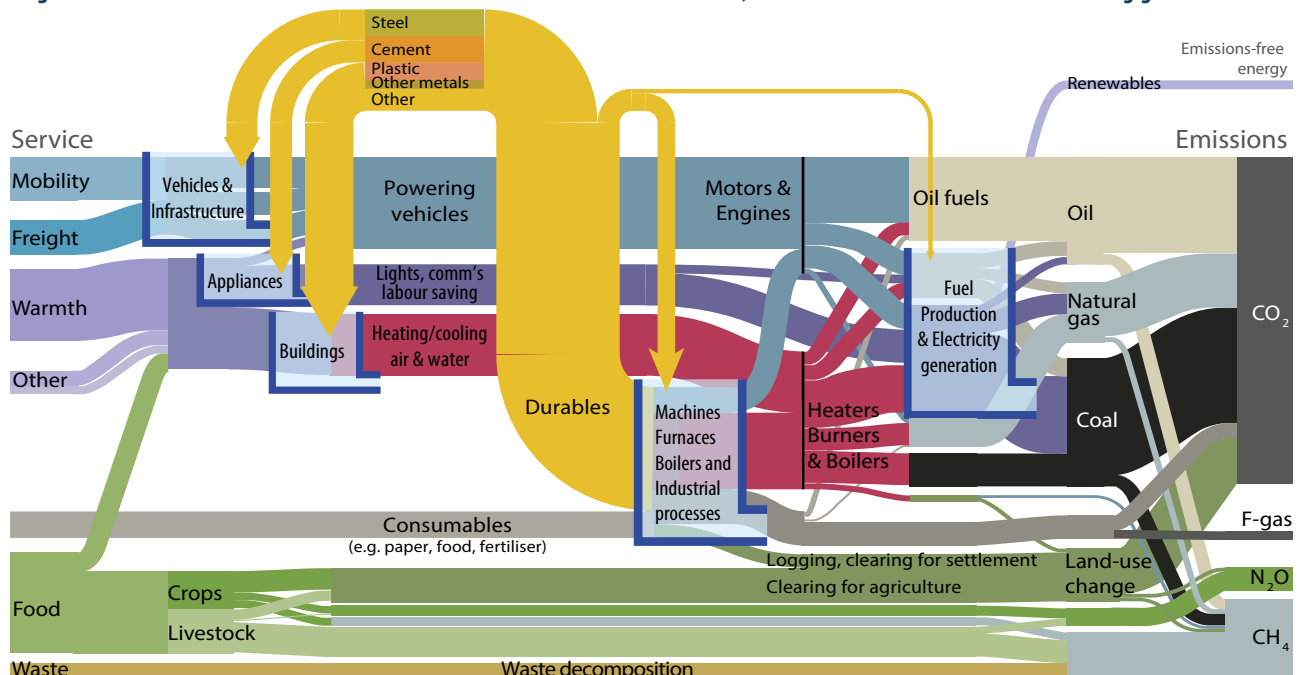 Steel
Cement
Plastic
Other metals
Other
Emissions-free
energy
Renewables
Service
Emissions
Mobility
Vehicles &
Infrastructure
Powering
vehicles
Motors &
Engines
Oil fuels
Oil
Freight
Warmth
Appliances
Lights, comm's
labour saving
Fuel
Production
& Electricity
generation
Natural
gas
CO2
Buildings
Heating/cooling
air & water
Other
Durables
Machines
Furnaces
Boilers and
Industrial
processes
Heaters
Burners
& Boilers
Coal
Consumables
(e.g. paper, food, fertiliser)
F-gas
Logging, clearing for settlement
Clearing for agriculture
Land-use
change
N2O
Food
Crops
Livestock
CH4
Waste
Waste decomposition